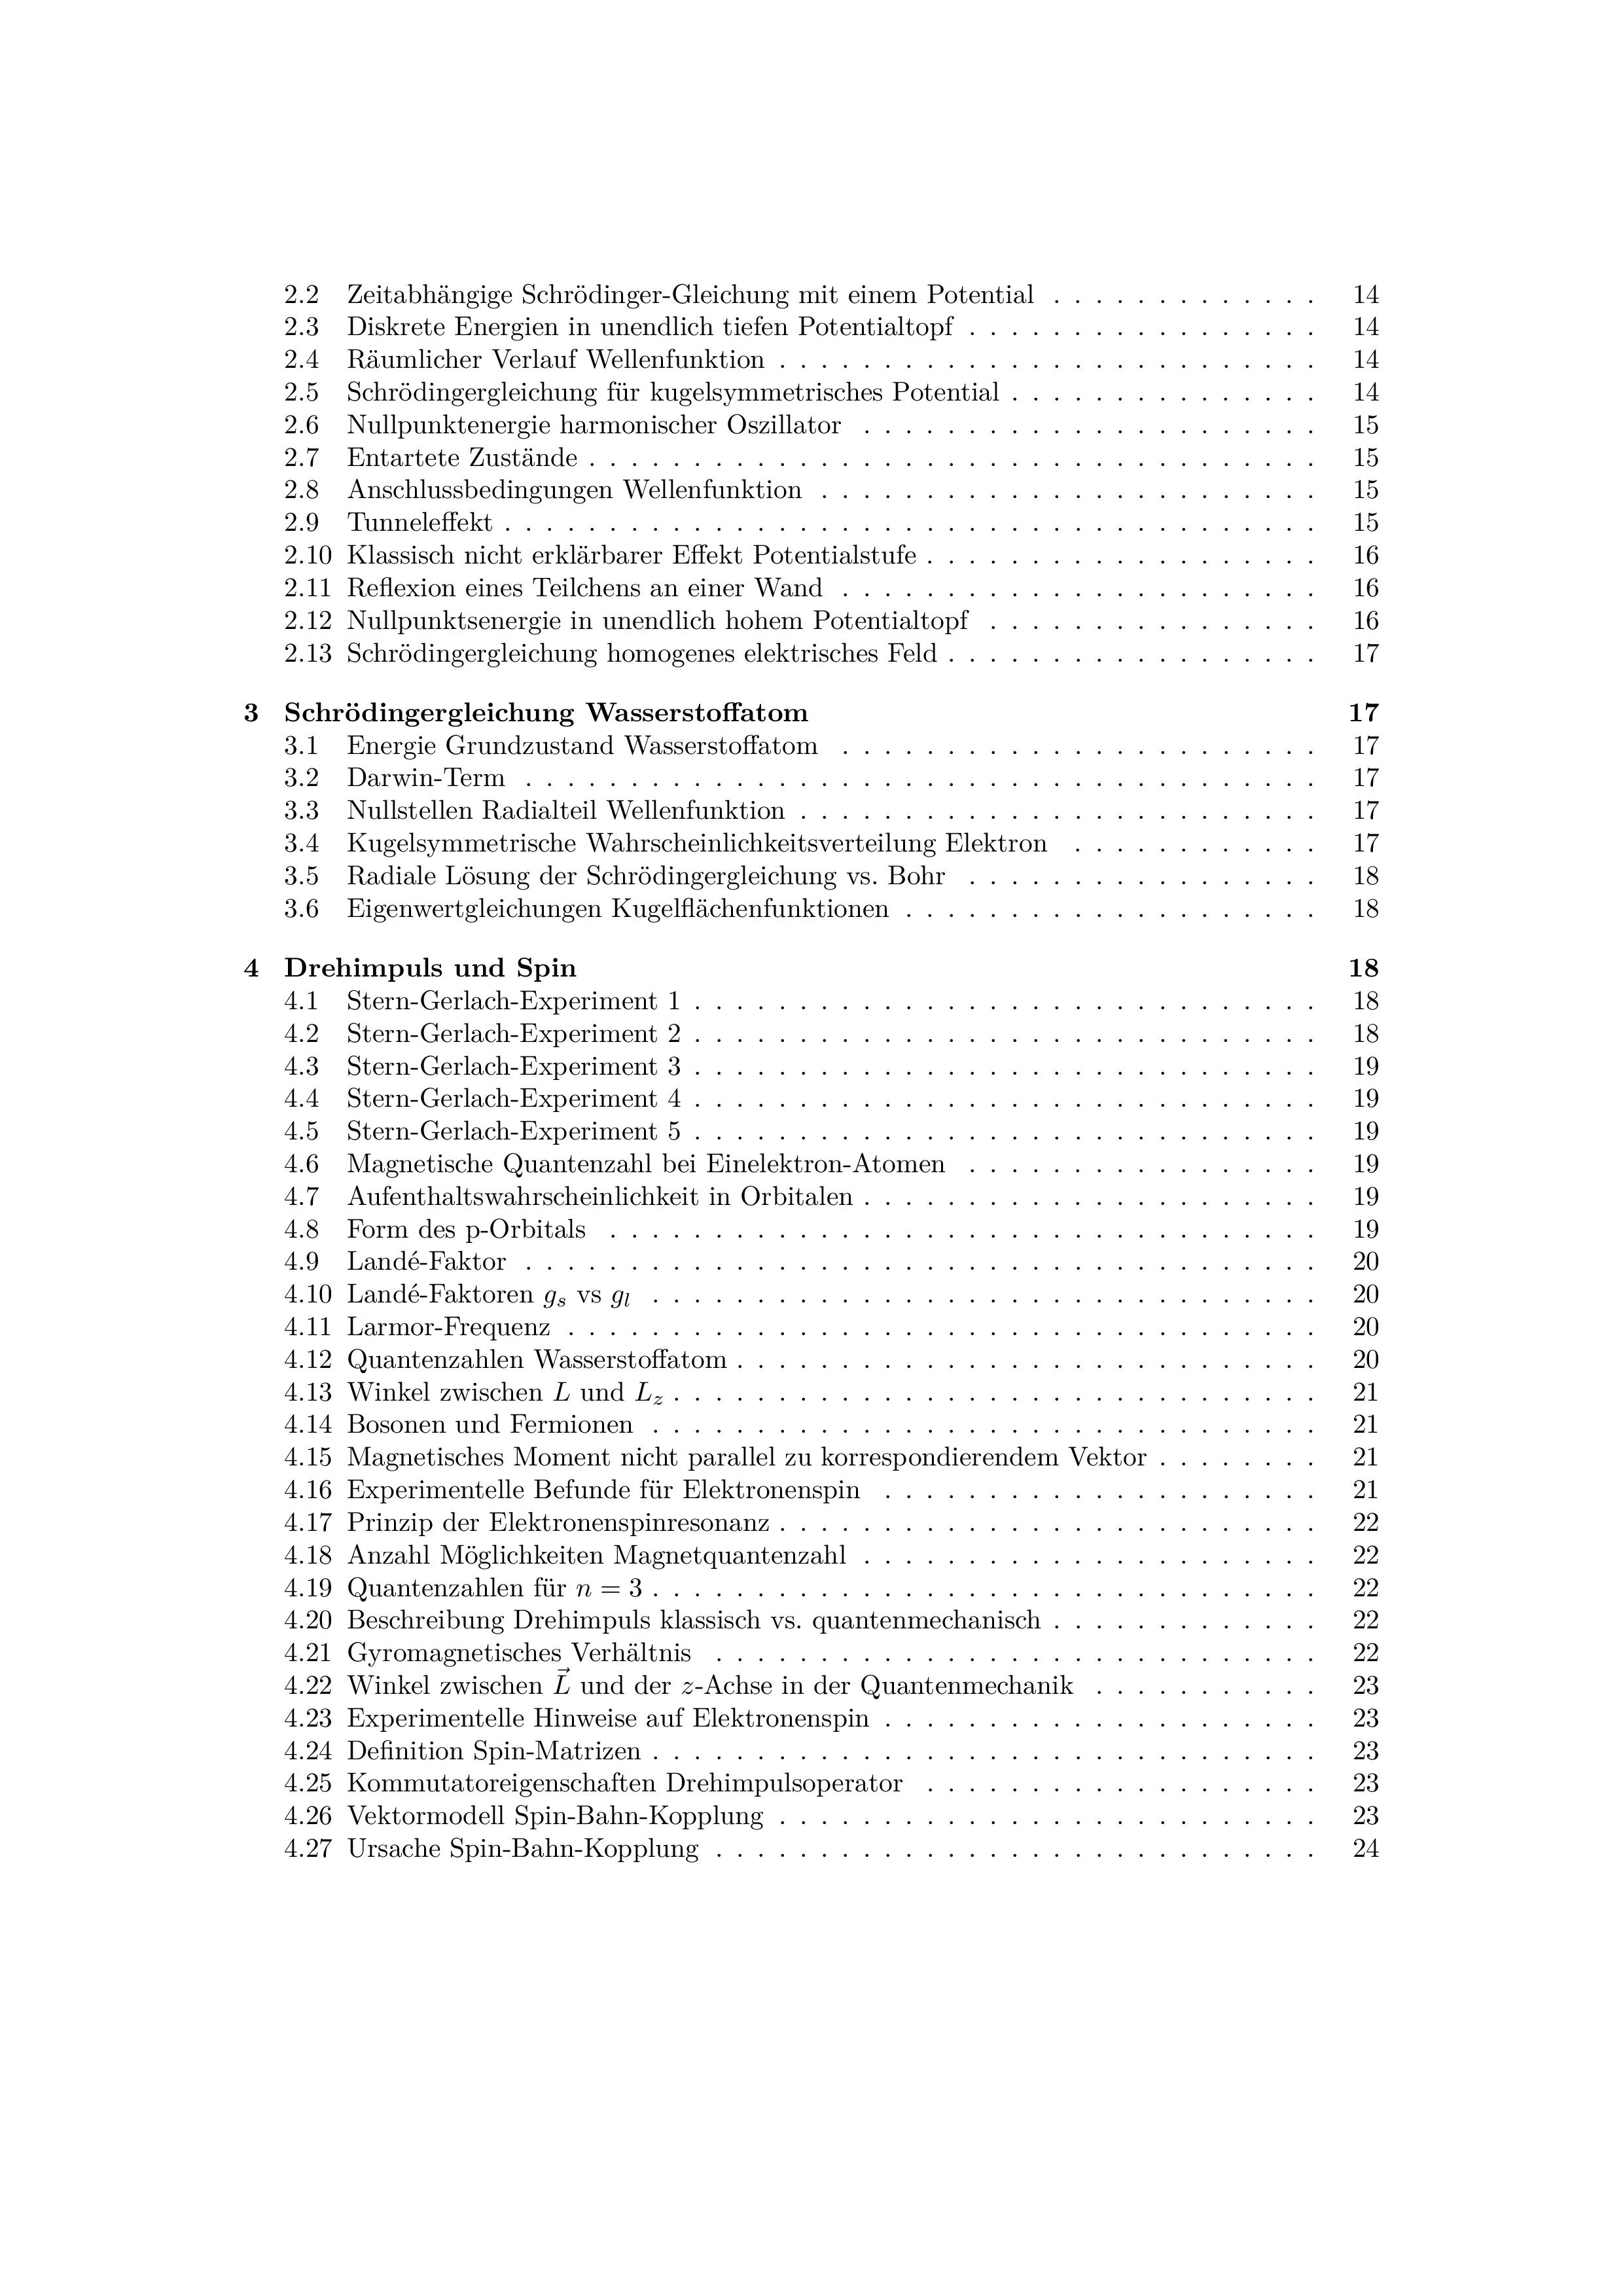 2.2 Zeitabhängige Schrödinger-Gleichung mit einem Potential . . . . . . . . . . . . . 14
2.3 Diskrete Energien in unendlich tiefen Potentialtopf . . . . . . . . . . . . . . . . . 14
2.4 Räumlicher Verlauf Wellenfunktion . . . . . . . . . . . . . . . . . . . . . . . . . . 14
2.5 Schrödingergleichung für kugelsymmetrisches Potential . . . . . . . . . . . . . . . 14
2.6 Nullpunktenergie harmonischer Oszillator . . . . . . . . . . . . . . . . . . . . . . 15
2.7 Entartete Zustände . . . . . . . . . . . . . . . . . . . . . . . . . . . . . . . . . . . 15
2.8 Anschlussbedingungen Wellenfunktion . . . . . . . . . . . . . . . . . . . . . . . . 15
2.9 Tunneleffekt . . . . . . . . . . . . . . . . . . . . . . . . . . . . . . . . . . . . . . . 15
2.10 Klassisch nicht erklärbarer Effekt Potentialstufe . . . . . . . . . . . . . . . . . . . 16
2.11 Reflexion eines Teilchens an einer Wand . . . . . . . . . . . . . . . . . . . . . . . 16
2.12 Nullpunktsenergie in unendlich hohem Potentialtopf . . . . . . . . . . . . . . . . 16
2.13 Schrödingergleichung homogenes elektrisches Feld . . . . . . . . . . . . . . . . . . 17
3 Schrödingergleichung Wasserstoffatom 17
3.1 Energie Grundzustand Wasserstoffatom . . . . . . . . . . . . . . . . . . . . . . . 17
3.2 Darwin-Term . . . . . . . . . . . . . . . . . . . . . . . . . . . . . . . . . . . . . . 17
3.3 Nullstellen Radialteil Wellenfunktion . . . . . . . . . . . . . . . . . . . . . . . . . 17
3.4 Kugelsymmetrische Wahrscheinlichkeitsverteilung Elektron . . . . . . . . . . . . 17
3.5 Radiale Lösung der Schrödingergleichung vs. Bohr . . . . . . . . . . . . . . . . . 18
3.6 Eigenwertgleichungen Kugelflächenfunktionen . . . . . . . . . . . . . . . . . . . . 18
4 Drehimpuls und Spin 18
4.1 Stern-Gerlach-Experiment 1 . . . . . . . . . . . . . . . . . . . . . . . . . . . . . . 18
4.2 Stern-Gerlach-Experiment 2 . . . . . . . . . . . . . . . . . . . . . . . . . . . . . . 18
4.3 Stern-Gerlach-Experiment 3 . . . . . . . . . . . . . . . . . . . . . . . . . . . . . . 19
4.4 Stern-Gerlach-Experiment 4 . . . . . . . . . . . . . . . . . . . . . . . . . . . . . . 19
4.5 Stern-Gerlach-Experiment 5 . . . . . . . . . . . . . . . . . . . . . . . . . . . . . . 19
4.6 Magnetische Quantenzahl bei Einelektron-Atomen . . . . . . . . . . . . . . . . . 19
4.7 Aufenthaltswahrscheinlichkeit in Orbitalen . . . . . . . . . . . . . . . . . . . . . . 19
4.8 Form des p-Orbitals . . . . . . . . . . . . . . . . . . . . . . . . . . . . . . . . . . 19
4.9 Landé-Faktor . . . . . . . . . . . . . . . . . . . . . . . . . . . . . . . . . . . . . . 20
4.10 Landé-Faktoren $g_s$ vs $g_l$ . . . . . . . . . . . . . . . . . . . . . . . . . . . . . . . . 20
4.11 Larmor-Frequenz . . . . . . . . . . . . . . . . . . . . . . . . . . . . . . . . . . . . 20
4.12 Quantenzahlen Wasserstoffatom . . . . . . . . . . . . . . . . . . . . . . . . . . . . 20
4.13 Winkel zwischen $L$ und $L_z$ . . . . . . . . . . . . . . . . . . . . . . . . . . . . . . . 21
4.14 Bosonen und Fermionen . . . . . . . . . . . . . . . . . . . . . . . . . . . . . . . . 21
4.15 Magnetisches Moment nicht parallel zu korrespondierendem Vektor . . . . . . . . 21
4.16 Experimentelle Befunde für Elektronenspin . . . . . . . . . . . . . . . . . . . . . 21
4.17 Prinzip der Elektronenspinresonanz . . . . . . . . . . . . . . . . . . . . . . . . . . 22
4.18 Anzahl Möglichkeiten Magnetquantenzahl . . . . . . . . . . . . . . . . . . . . . . 22
4.19 Quantenzahlen für $n = 3$ . . . . . . . . . . . . . . . . . . . . . . . . . . . . . . . . 22
4.20 Beschreibung Drehimpuls klassisch vs. quantenmechanisch . . . . . . . . . . . . . 22
4.21 Gyromagnetisches Verhältnis . . . . . . . . . . . . . . . . . . . . . . . . . . . . . 22
4.22 Winkel zwischen $\vec{L}$ und der $z$-Achse in der Quantenmechanik . . . . . . . . . . . 23
4.23 Experimentelle Hinweise auf Elektronenspin . . . . . . . . . . . . . . . . . . . . . 23
4.24 Definition Spin-Matrizen . . . . . . . . . . . . . . . . . . . . . . . . . . . . . . . . 23
4.25 Kommutatoreigenschaften Drehimpulsoperator . . . . . . . . . . . . . . . . . . . 23
4.26 Vektormodell Spin-Bahn-Kopplung . . . . . . . . . . . . . . . . . . . . . . . . . . 23
4.27 Ursache Spin-Bahn-Kopplung . . . . . . . . . . . . . . . . . . . . . . . . . . . . . 24